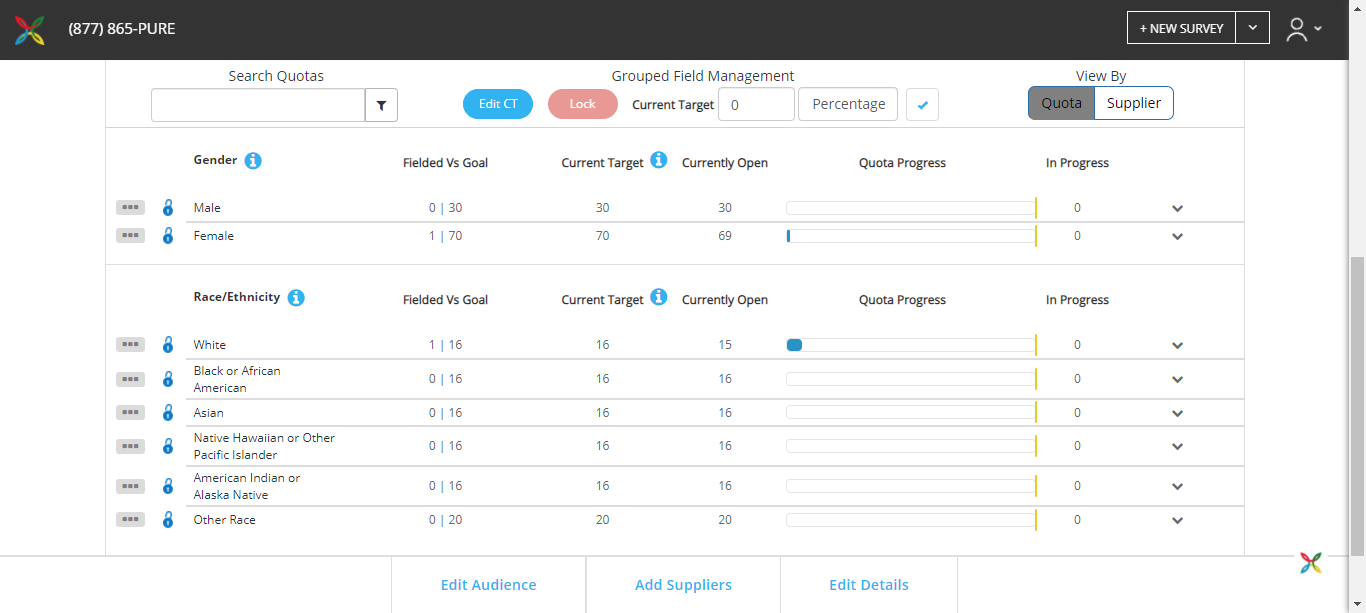 (877) 865-PURE
+ NEW SURVEY
Search Quotas
Grouped Field Management
View By
Edit CT
Lock
Current Target
0
Percentage
Quota
Supplier
Gender
Fielded Vs Goal
Current Target
Currently Open
Quota Progress
In Progress
Male
0 | 30
30
30
0
Female
1 | 70
70
69
0
Race/Ethnicity
Fielded Vs Goal
Current Target
Currently Open
Quota Progress
In Progress
White
1 | 16
16
15
0
Black or African
American
0 | 16
16
16
0
Asian
0 | 16
16
16
0
Native Hawaiian or Other
Pacific Islander
0 | 16
16
16
0
American Indian or
Alaska Native
0 | 16
16
16
0
Other Race
0 | 20
20
20
0
Edit Audience
Add Suppliers
Edit Details